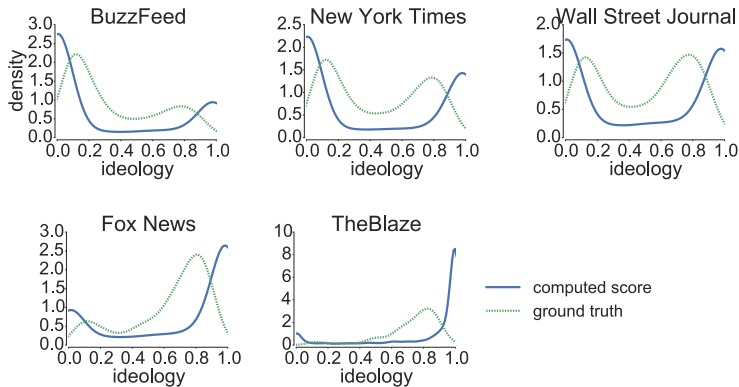 BuzzFeed
density
3.0
2.5
2.0
1.5
1.0
0.5
0.0
0.0 0.2 0.4 0.6 0.8 1.0
ideology
New York Times
2.5
2.0
1.5
1.0
0.5
0.0
0.0 0.2 0.4 0.6 0.8 1.0
ideology
Wall Street Journal
2.0
1.5
1.0
0.5
0.0
0.0 0.2 0.4 0.6 0.8 1.0
ideology
Fox News
3.0
2.5
2.0
1.5
1.0
0.5
0.0
0.0 0.2 0.4 0.6 0.8 1.0
ideology
TheBlaze
10
8
6
4
2
0
0.0 0.2 0.4 0.6 0.8 1.0
ideology
computed score
ground truth